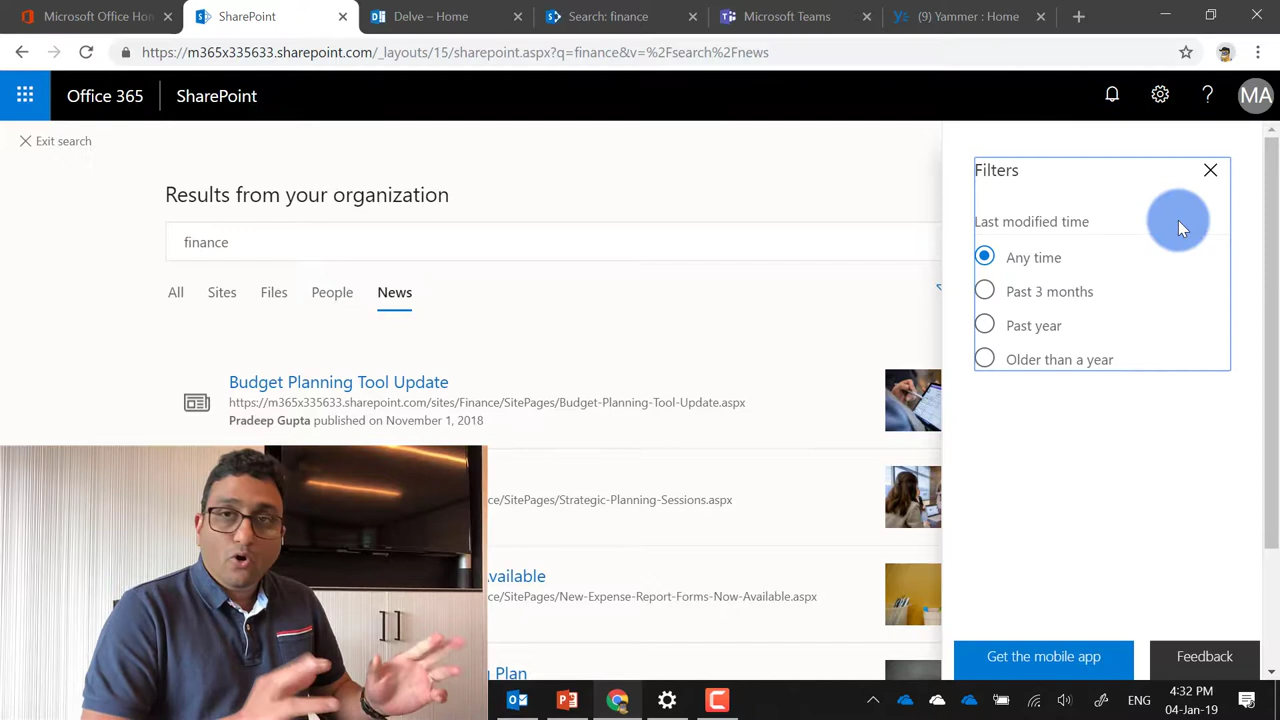 Microsoft Office Hom
SharePoint
Delve – Home
Search: finance
Microsoft Teams
(9) Yammer : Home
https://m365x335633.sharepoint.com/_layouts/15/sharepoint.aspx?q=finance&v=%2Fsearch%2Fnews
Office 365
SharePoint
MA
Exit search
Results from your organization
finance
All
Sites
Files
People
News
Budget Planning Tool Update
https://m365x335633.sharepoint.com/sites/Finance/SitePages/Budget-Planning-Tool-Update.aspx
Pradeep Gupta published on November 1, 2018
ce/SitePages/Strategic-Planning-Sessions.aspx
Available
ce/SitePages/New-Expense-Report-Forms-Now-Available.aspx
Plan
Filters
Last modified time
Any time
Past 3 months
Past year
Older than a year
Get the mobile app
Feedback
ENG
4:32 PM
04-Jan-19